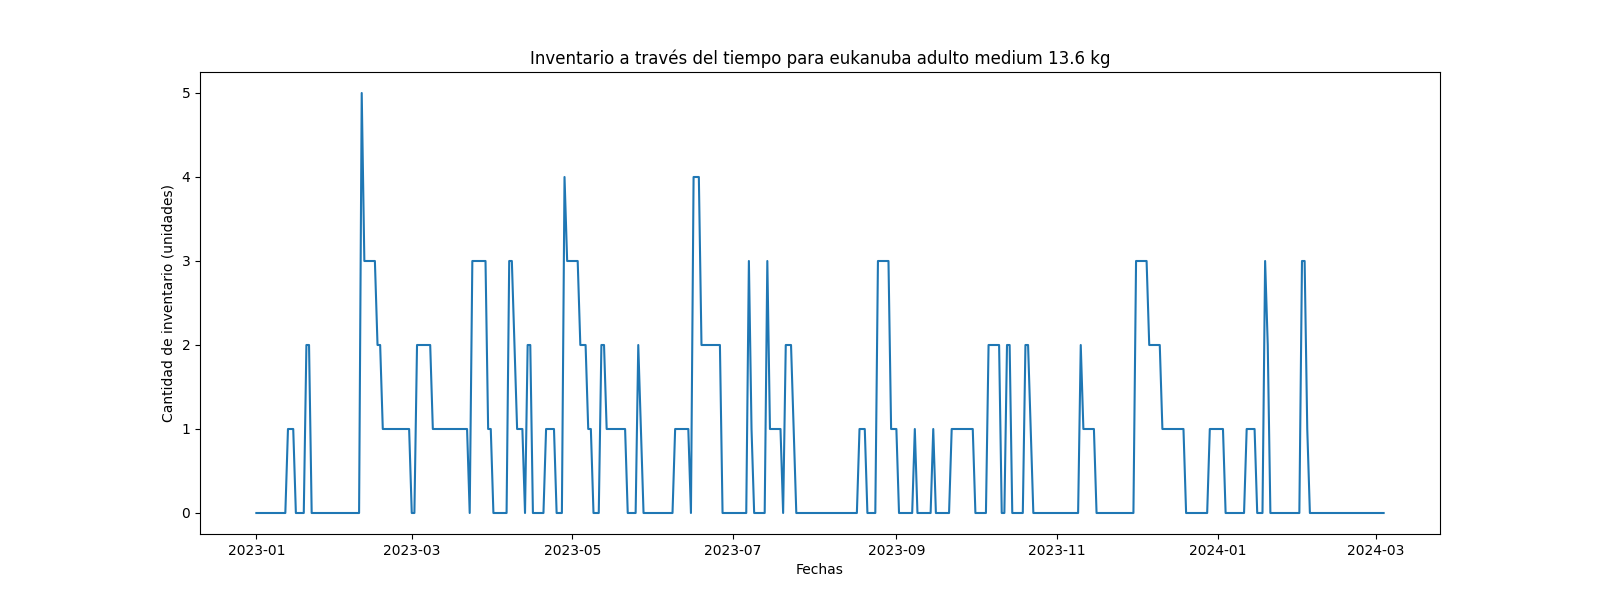 Inventario a través del tiempo para eukanuba adulto medium 13.6 kg
Cantidad de inventario (unidades)
5
4
3
2
1
0
2023-01 2023-03 2023-05 2023-07 2023-09 2023-11 2024-01 2024-03
Fechas